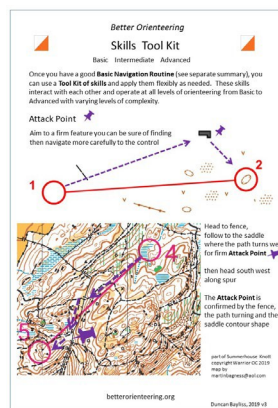 Better Orienteering
Skills Tool Kit
Basic Intermediate Advanced
Once you have a good Basic Navigation Routine (see separate summary), you
can use a Tool Kit of skills and apply them flexibly as needed. These skills
interact with each other and operate at all levels of orienteering from Basic to
Advanced with varying levels of complexity.
Attack Point
Aim to a firm feature you can be sure of finding
then navigate more carefully to the control
1
2
Head to fence,
follow to the saddle
where the path turns we
for firm Attack Point
then head south west
along spur
4
5
The Attack Point is
confirmed by the fence,
the path turning and the
saddle contour shape
part of Summerhouse Knott
copyright Warrior OC 2019
map by
martinbagness@aol.com
betterorienteering.org
Duncan Bayliss, 2019 v3